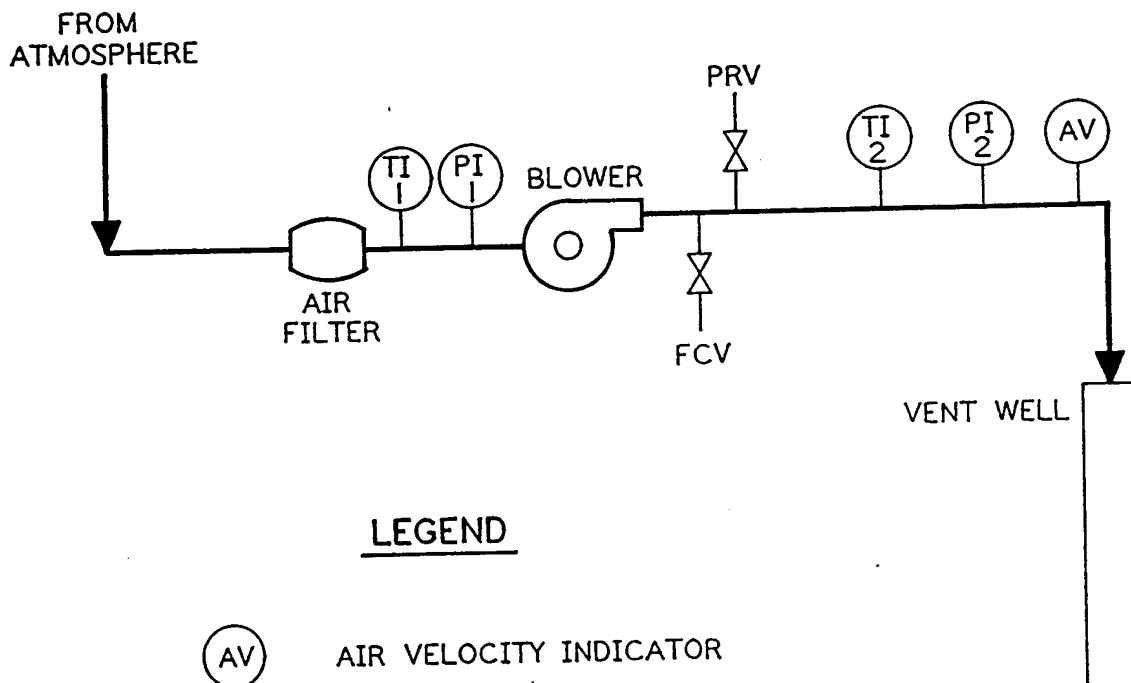 FROM
ATMOSPHERE
PRV
TI
2
PI
2
AV
TI
1
PI
1
BLOWER
AIR
FILTER
FCV
VENT WELL
LEGEND
AV AIR VELOCITY INDICATOR